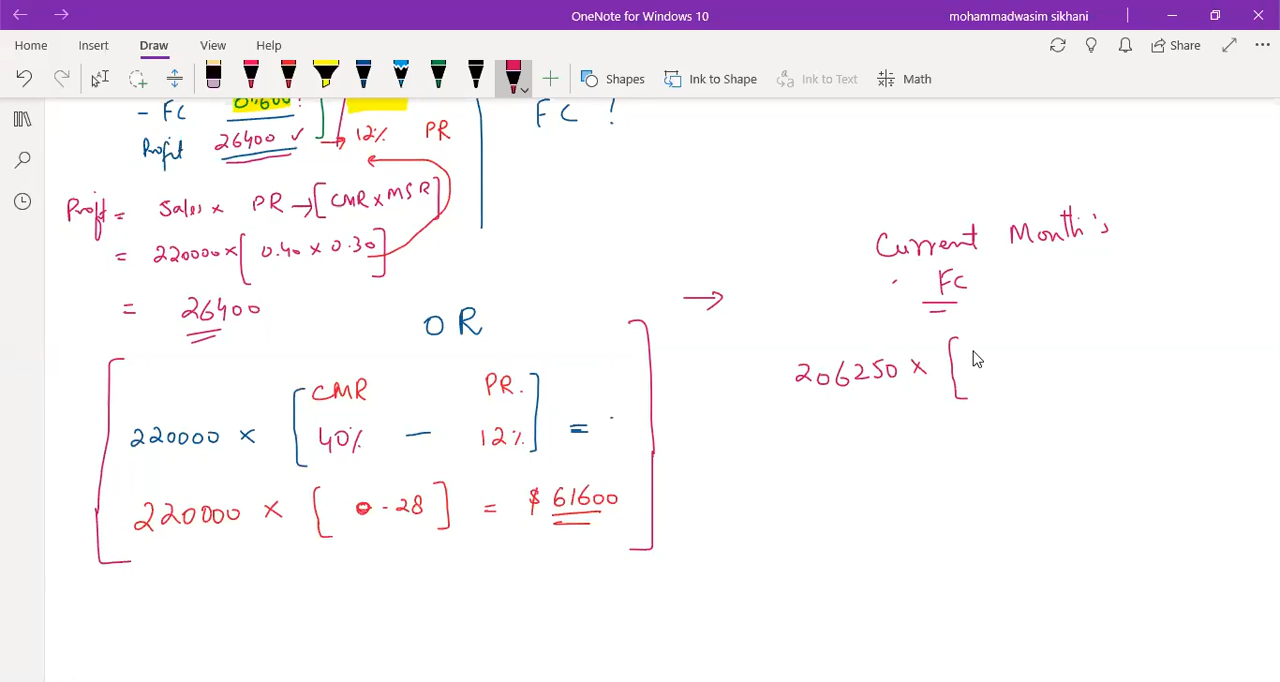 OneNote for Windows 10
mohammadwasim sikhani
Home Insert Draw View Help
Share
Shapes
Ink to Shape
Ink to Text
Math
- FC
FC !
Profit 26400 ✓ → 12% PR
Profit = Sales × PR → [CMR × MSR]
= 220000 × [0.40 × 0.30]
= 26400
OR
CMR PR.
220000 × [40% - 12%] =
220000 × [0.28] = $61600
→
Current Month's
FC
206250 × [